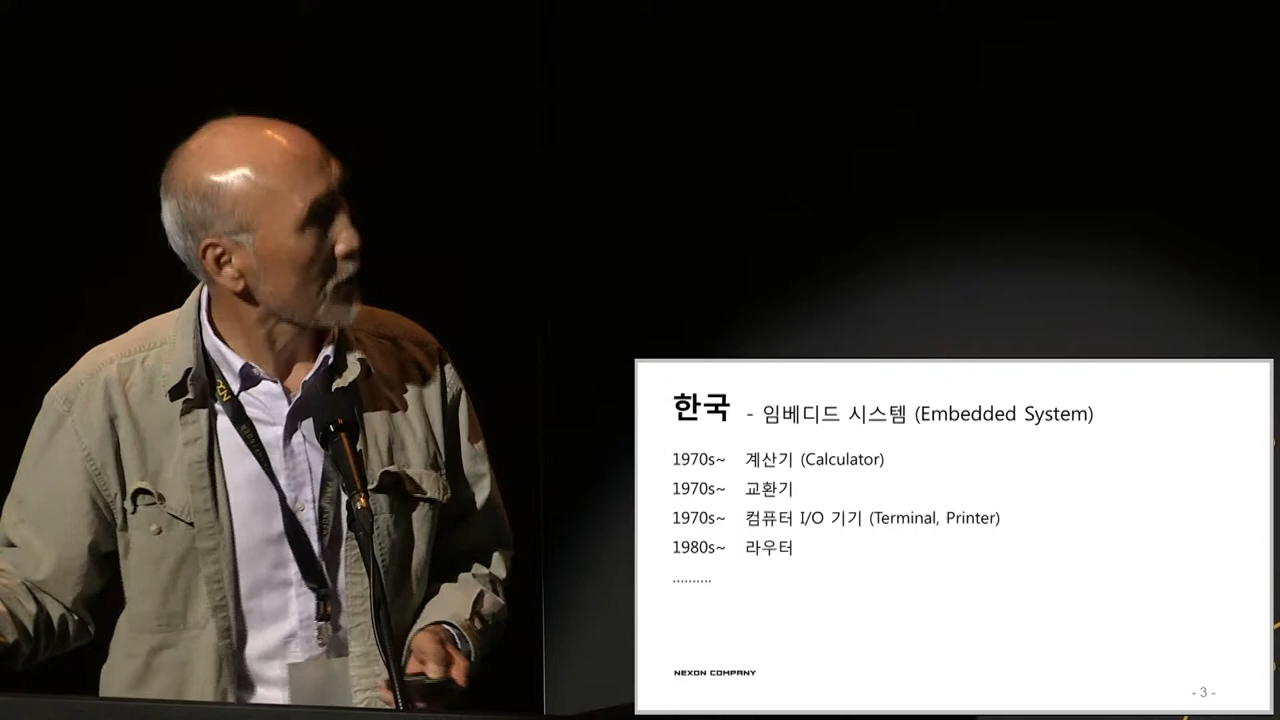 한국 - 임베디드 시스템 (Embedded System)
1970s~ 계산기 (Calculator)
1970s~ 교환기
1970s~ 컴퓨터 I/O 기기 (Terminal, Printer)
1980s~ 라우터
..........
NEXON COMPANY
- 3 -